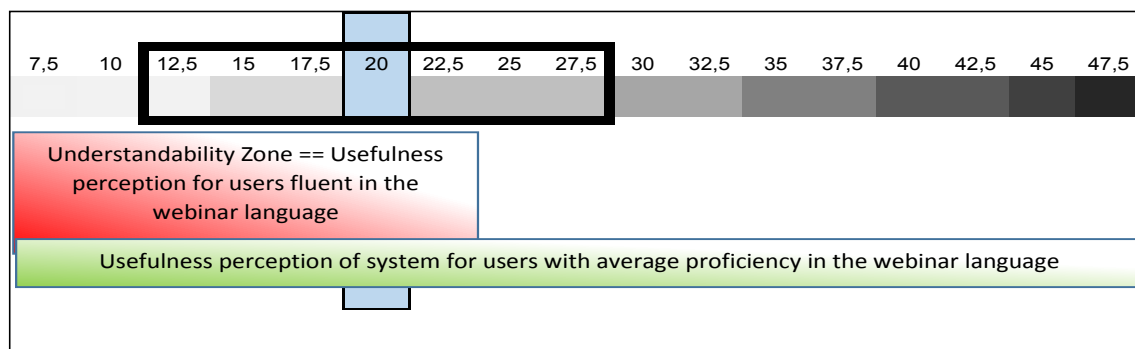 7,5 10 12,5 15 17,5 20 22,5 25 27,5 30 32,5 35 37,5 40 42,5 45 47,5
Understandability Zone == Usefulness
perception for users fluent in the
webinar language
Usefulness perception of system for users with average proficiency in the webinar language